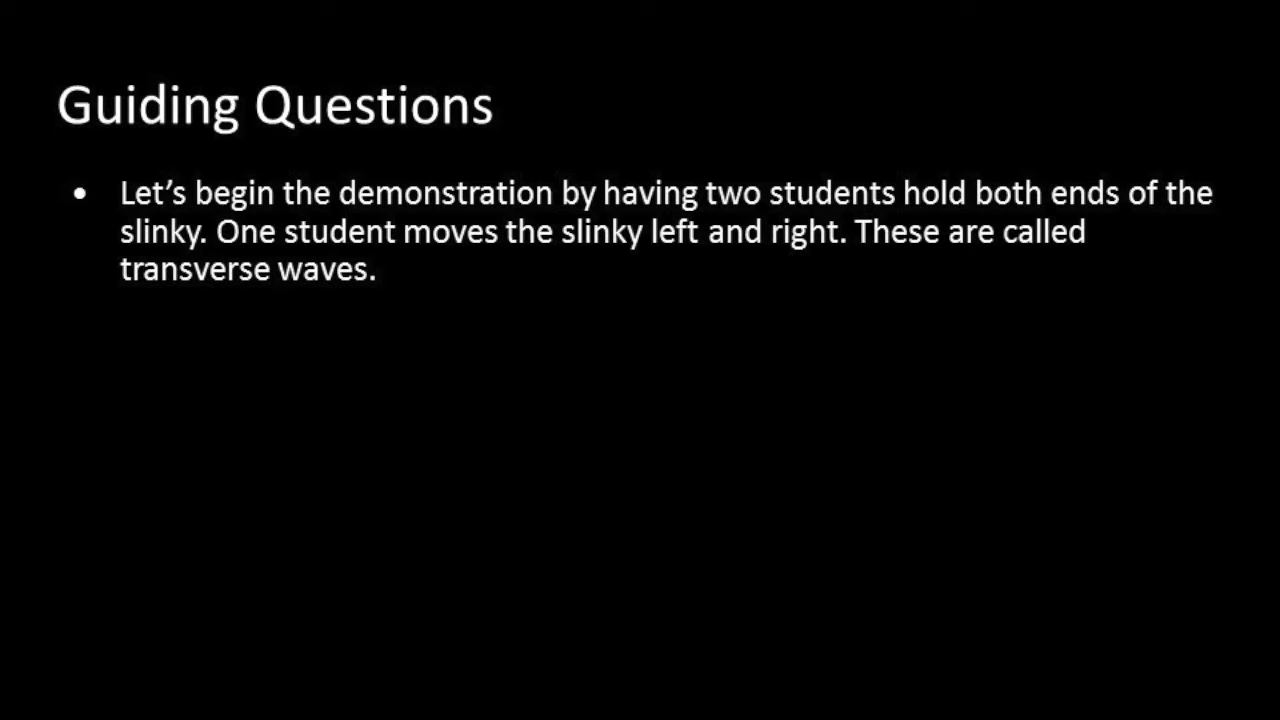 Guiding Questions
• Let’s begin the demonstration by having two students hold both ends of the
slinky. One student moves the slinky left and right. These are called
transverse waves.